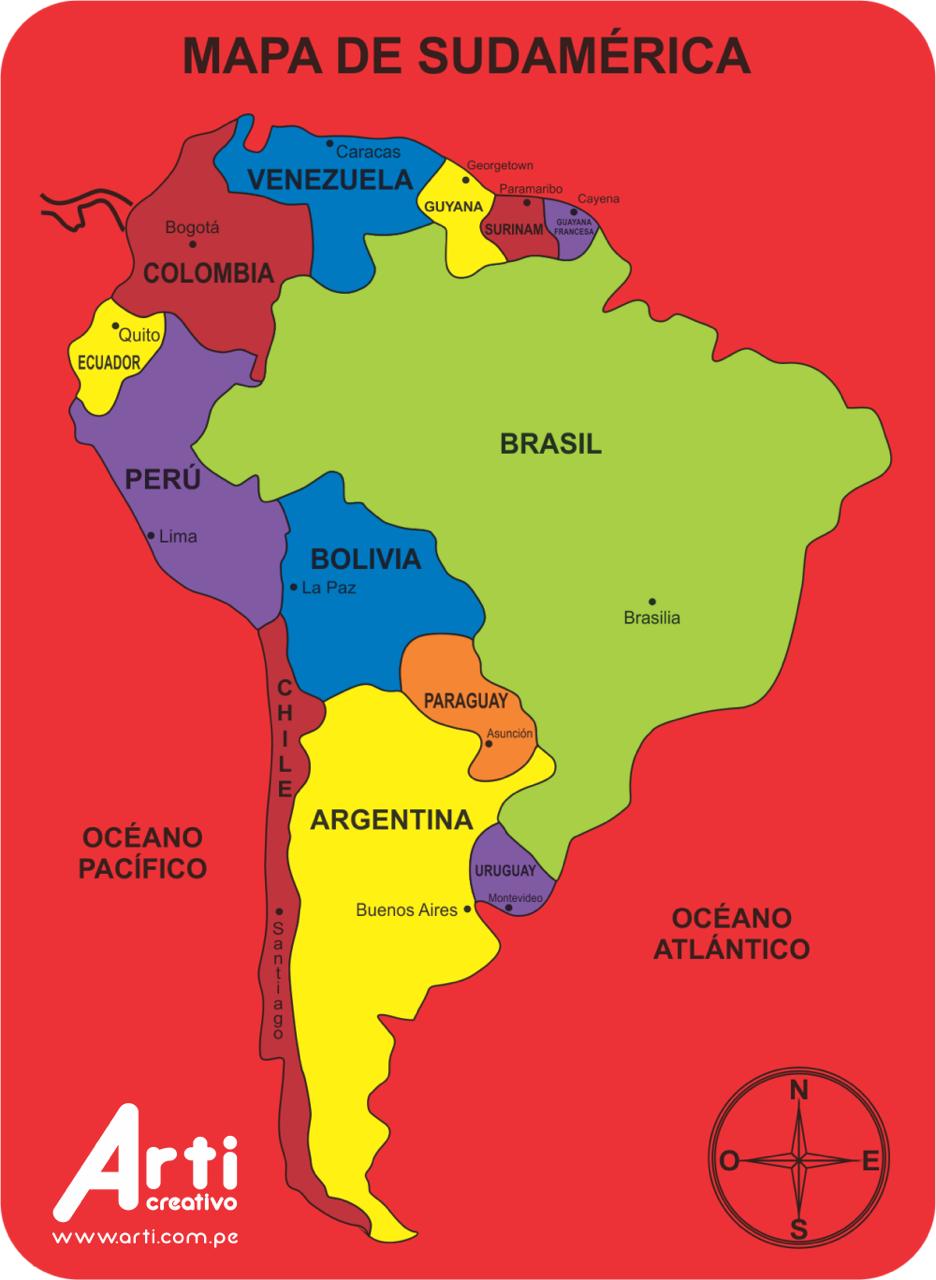 MAPA DE SUDAMÉRICA
Caracas
VENEZUELA
Georgetown
GUYANA
Paramaribo
SURINAM
Cayena
GUAYANA
FRANCESA
Bogotá
COLOMBIA
Quito
ECUADOR
BRASIL
PERÚ
Lima
BOLIVIA
La Paz
Brasilia
CHILE
PARAGUAY
Asunción
ARGENTINA
OCÉANO
PACÍFICO
URUGUAY
Montevideo
Buenos Aires
Santiago
OCÉANO
ATLÁNTICO
N
O E
S
Arti
creativo
www.arti.com.pe